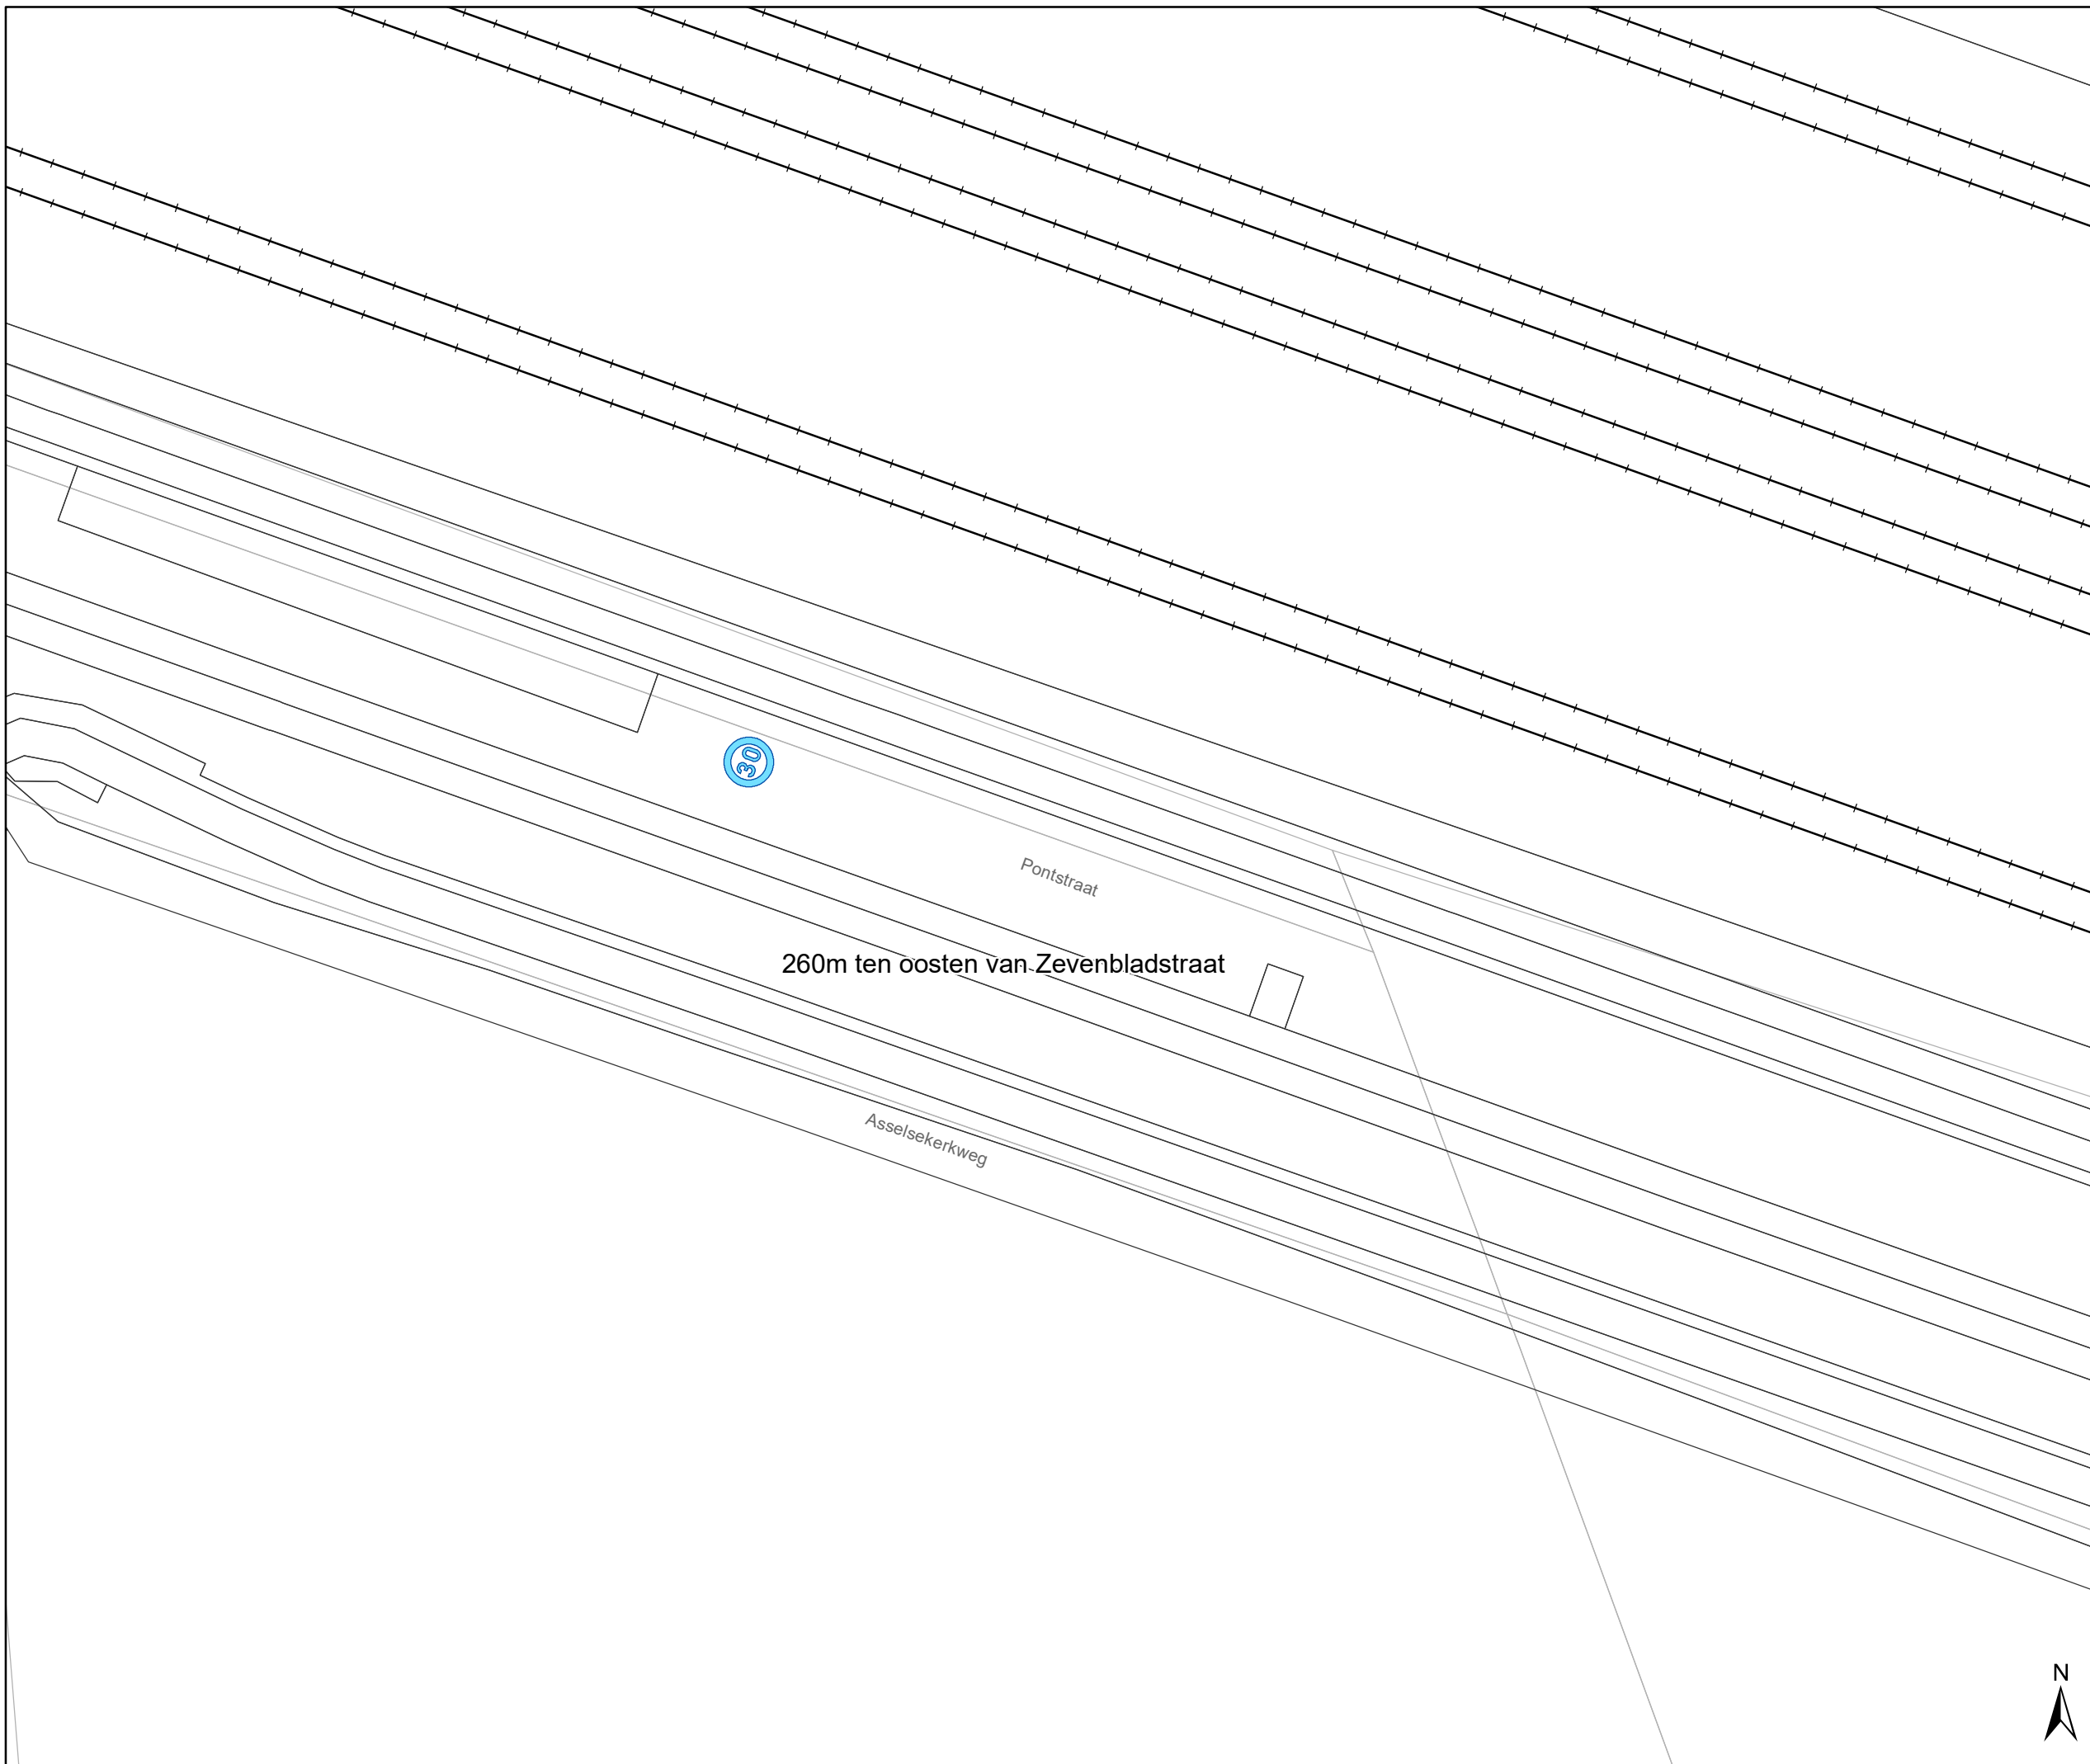 30
Pontstraat
260m ten oosten van Zevenbladstraat
Asselsekerkweg
N